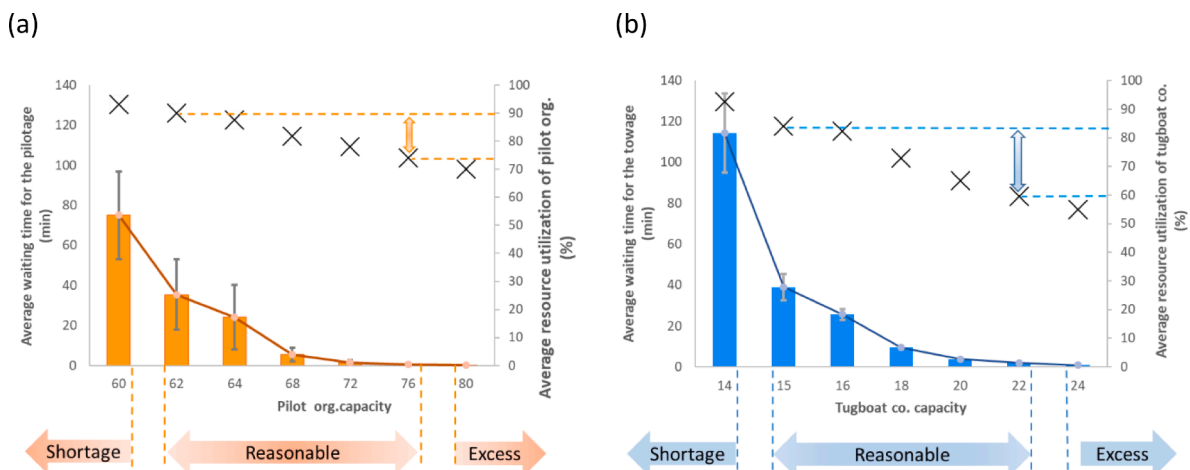 (a)
Average waiting time for the pilotage
(min)
140
120
100
80
60
40
20
0
100
90
80
70
60
50
40
30
20
10
0
Average resource utilization of pilot org.
(%)
60 62 64 68 72 76 80
Pilot org.capacity
Shortage Reasonable Excess
(b)
Average waiting time for the towage
(min)
140
120
100
80
60
40
20
0
100
90
80
70
60
50
40
30
20
10
0
Average resource utilization of tugboat co.
(%)
14 15 16 18 20 22 24
Tugboat co. capacity
Shortage Reasonable Excess